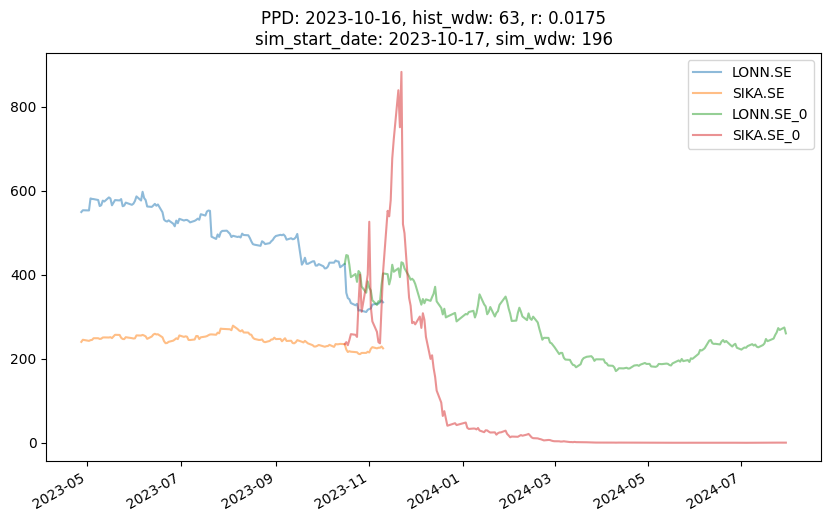 PPD: 2023-10-16, hist_wdw: 63, r: 0.0175
sim_start_date: 2023-10-17, sim_wdw: 196
LONN.SE
SIKA.SE
LONN.SE_0
SIKA.SE_0
800
600
400
200
0
2023-05
2023-07
2023-09
2023-11
2024-01
2024-03
2024-05
2024-07